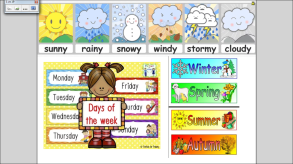 sunny rainy snowy windy stormy cloudy
Monday
Tuesday
Wednesday
Thursday
Friday
Saturday
Sunday
Days of
the week
Winter
Spring
Summer
Autumn